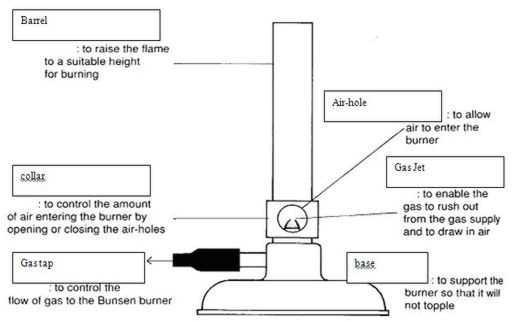 Barrel
: to raise the flame
to a suitable height
for burning
Air-hole
: to allow
air to enter the
burner
Gas Jet
: to enable the
gas to rush out
from the gas supply
and to draw in air
collar
: to control the amount
of air entering the burner by
opening or closing the air-holes
Gas tap
: to control the
flow of gas to the Bunsen burner
base
: to support the
burner so that it will
not topple